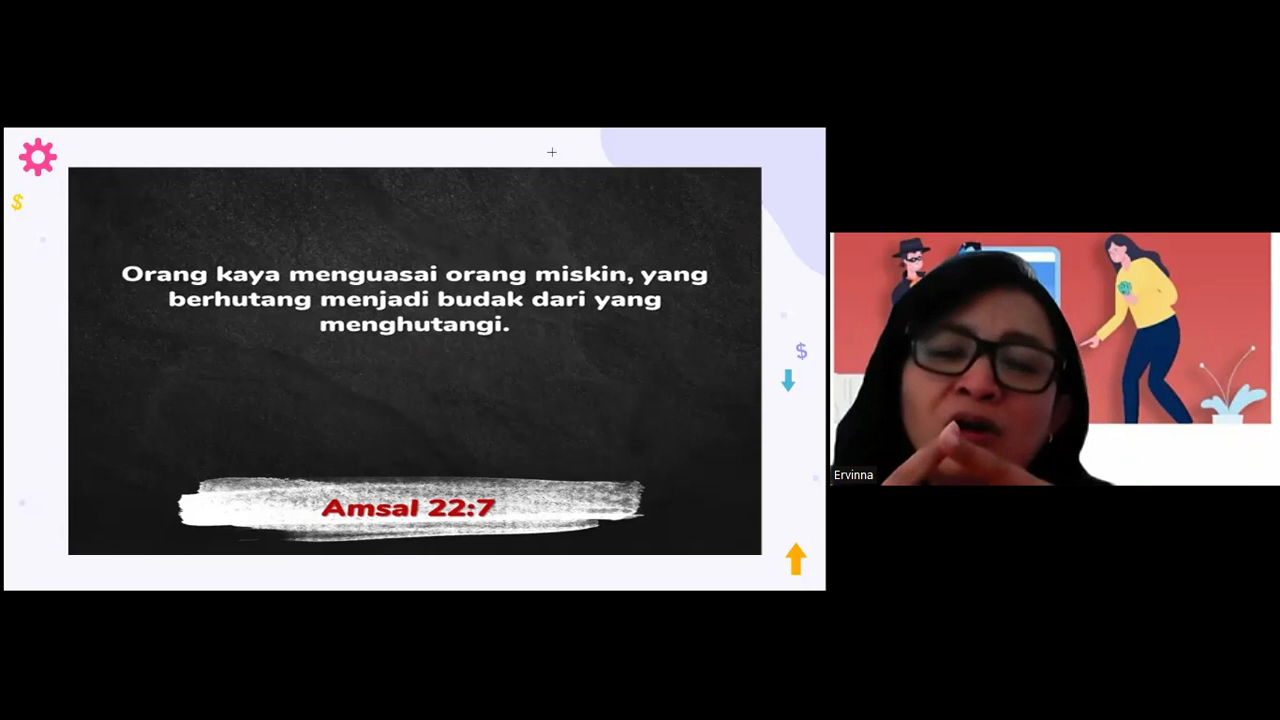 Orang kaya menguasai orang miskin, yang
berhutang menjadi budak dari yang
menghutangi.
Amsal 22:7
$
$
Ervinna